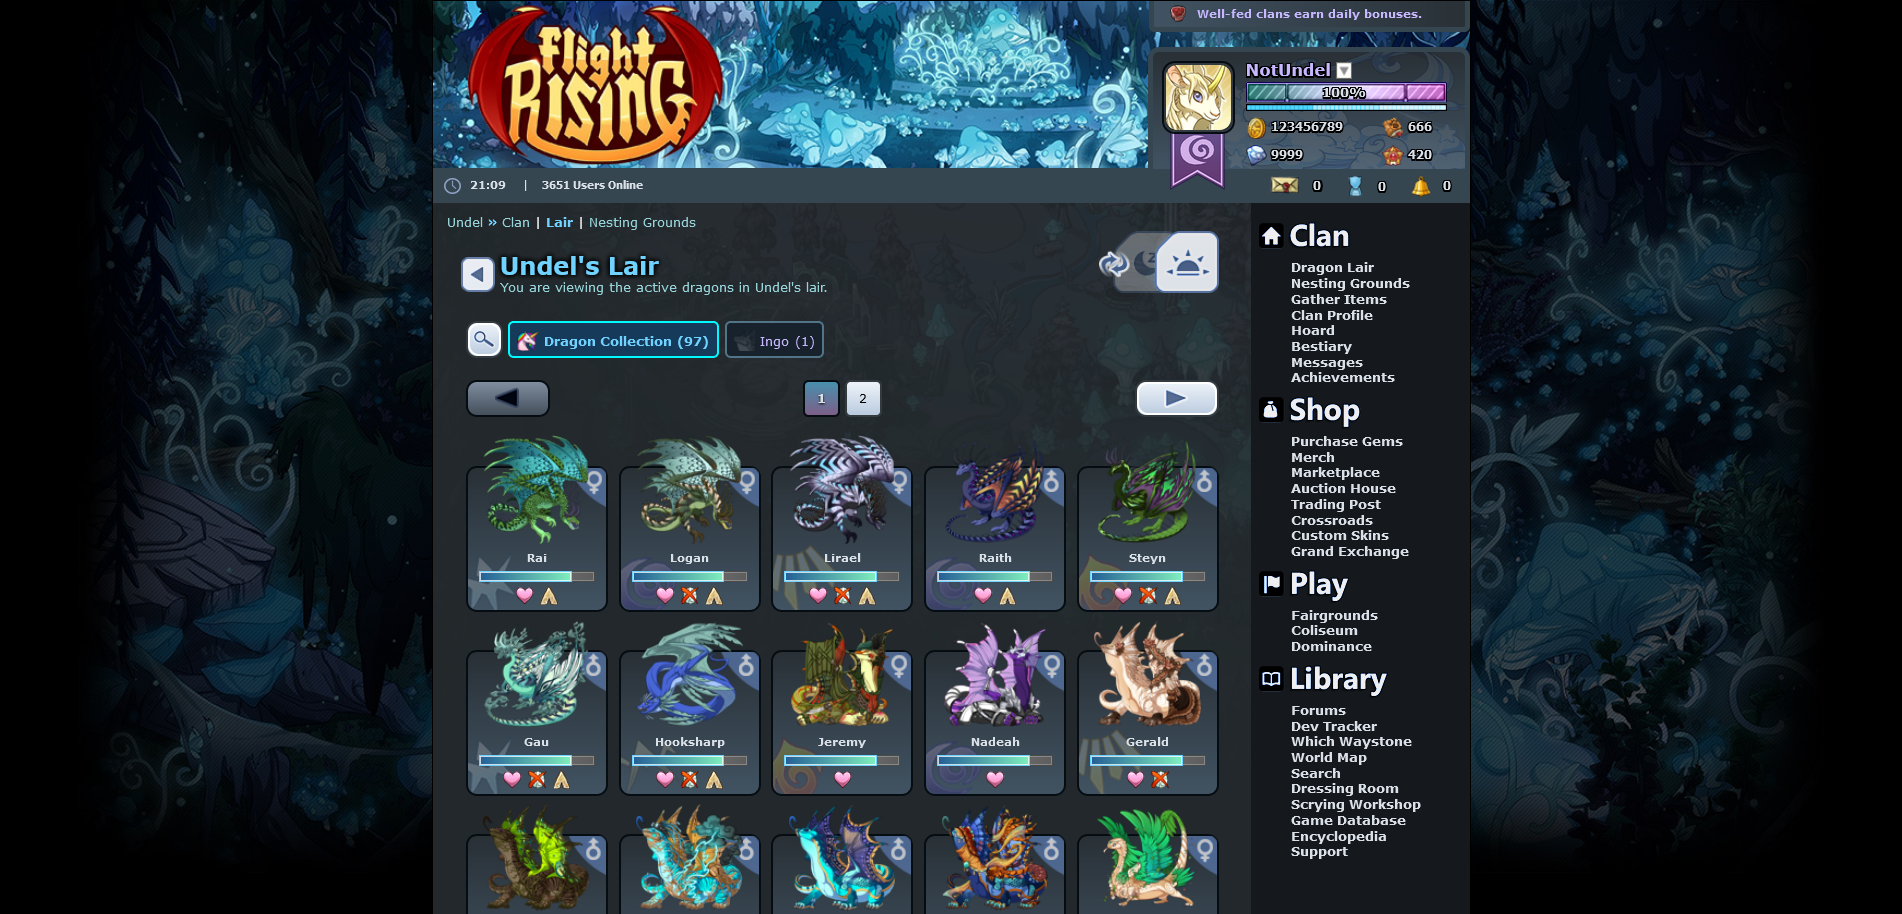 Flight
Rising
Well-fed clans earn daily bonuses.
NotUndel
100%
123456789
666
9999
420
21:09 | 3651 Users Online
0
0
0
Undel » Clan | Lair | Nesting Grounds
Undel's Lair
You are viewing the active dragons in Undel's lair.
Z
Dragon Collection (97)
Ingo (1)
1
2
Rai
Logan
Lirael
Raith
Steyn
Gau
Hooksharp
Jeremy
Nadeah
Gerald
Clan
Dragon Lair
Nesting Grounds
Gather Items
Clan Profile
Hoard
Bestiary
Messages
Achievements
Shop
Purchase Gems
Merch
Marketplace
Auction House
Trading Post
Crossroads
Custom Skins
Grand Exchange
Play
Fairgrounds
Coliseum
Dominance
Library
Forums
Dev Tracker
Which Waystone
World Map
Search
Dressing Room
Scrying Workshop
Game Database
Encyclopedia
Support